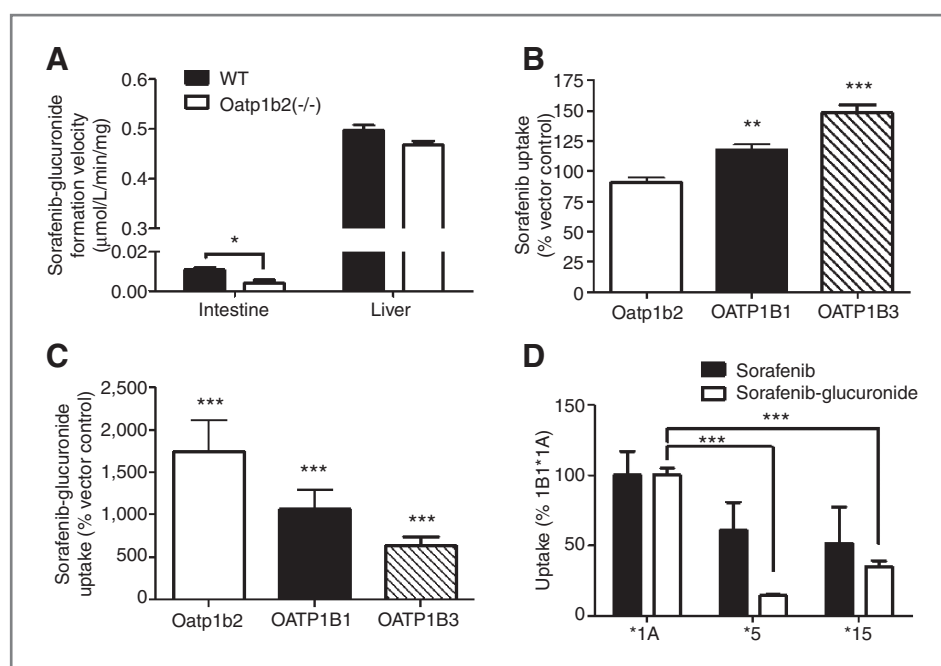 A
Sorafenib-glucuronide
formation velocity
(μmol/L/min/mg)
0.6
0.5
0.4
0.3
0.02
0.00
WT
Oatp1b2(-/-)
*
Intestine
Liver
B
Sorafenib uptake
(% vector control)
175
150
125
100
75
50
25
0
**
***
Oatp1b2
OATP1B1
OATP1B3
C
Sorafenib-glucuronide
uptake (% vector control)
2,500
2,000
1,500
1,000
500
0
***
***
***
Oatp1b2
OATP1B1
OATP1B3
D
Sorafenib
Sorafenib-glucuronide
Uptake (% 1B1*1A)
150
100
50
0
***
***
*1A
*5
*15